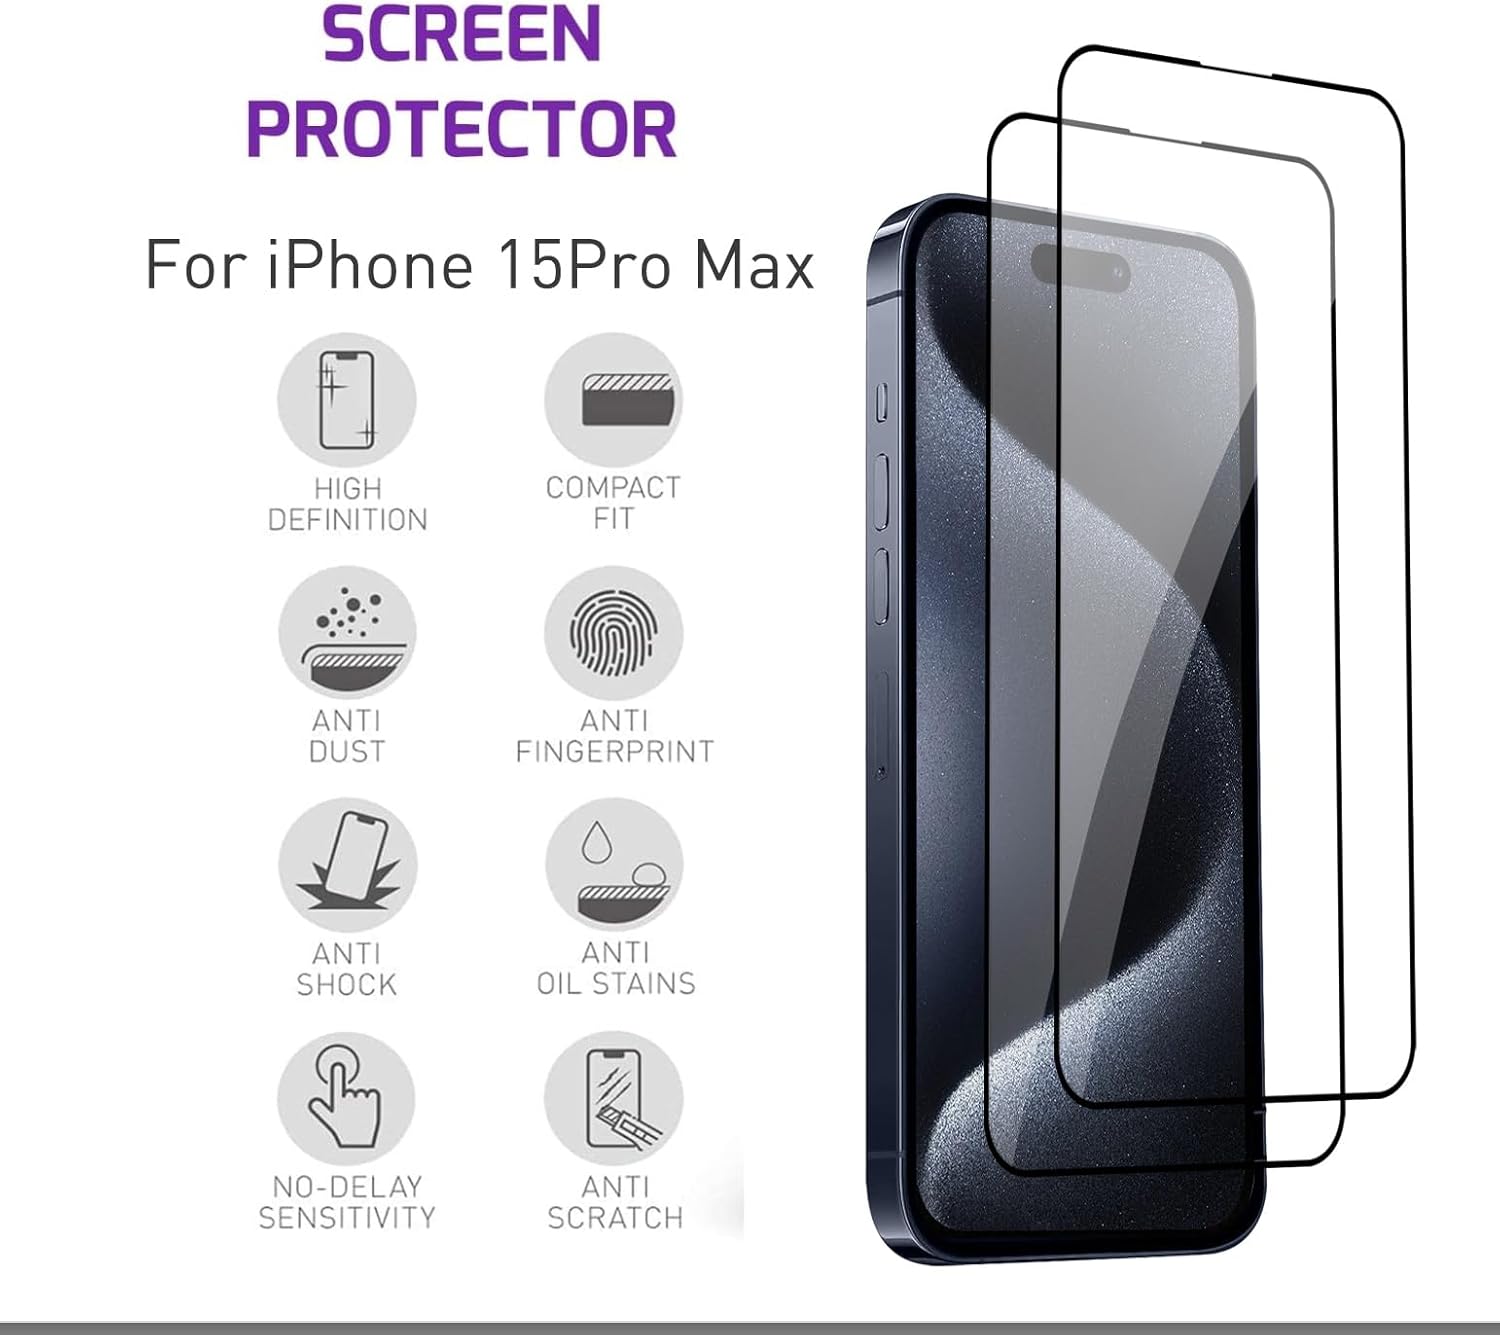 SCREEN
PROTECTOR
For iPhone 15Pro Max
HIGH
DEFINITION
COMPACT
FIT
ANTI
DUST
ANTI
FINGERPRINT
ANTI
SHOCK
ANTI
OIL STAINS
NO-DELAY
SENSITIVITY
ANTI
SCRATCH